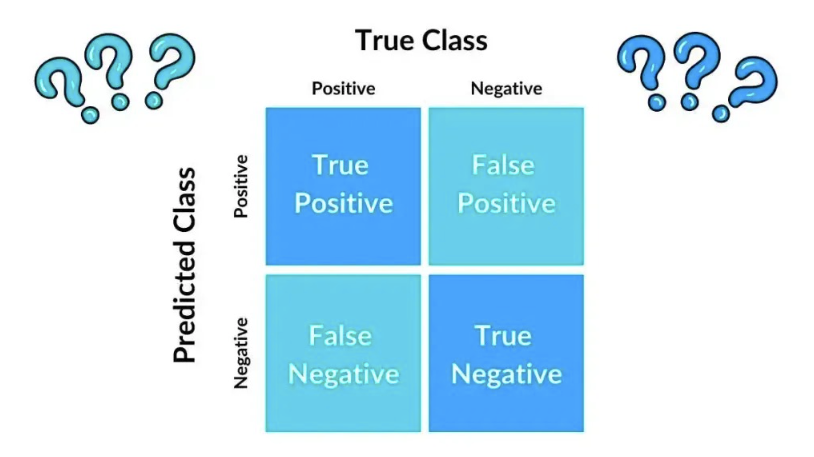 ??? 
True Class
???
Positive
Negative
Predicted Class
Positive
True
Positive
False
Positive
Negative
False
Negative
True
Negative